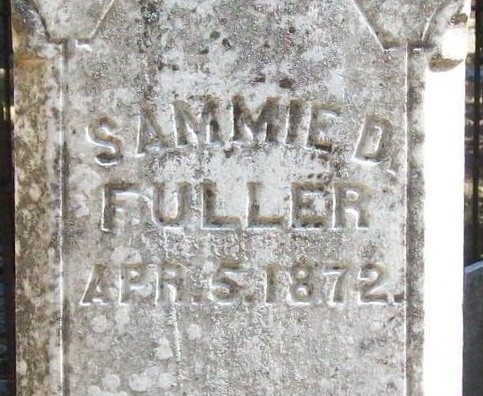 SAMMIE D.
FULLER
APR. 5. 1872.